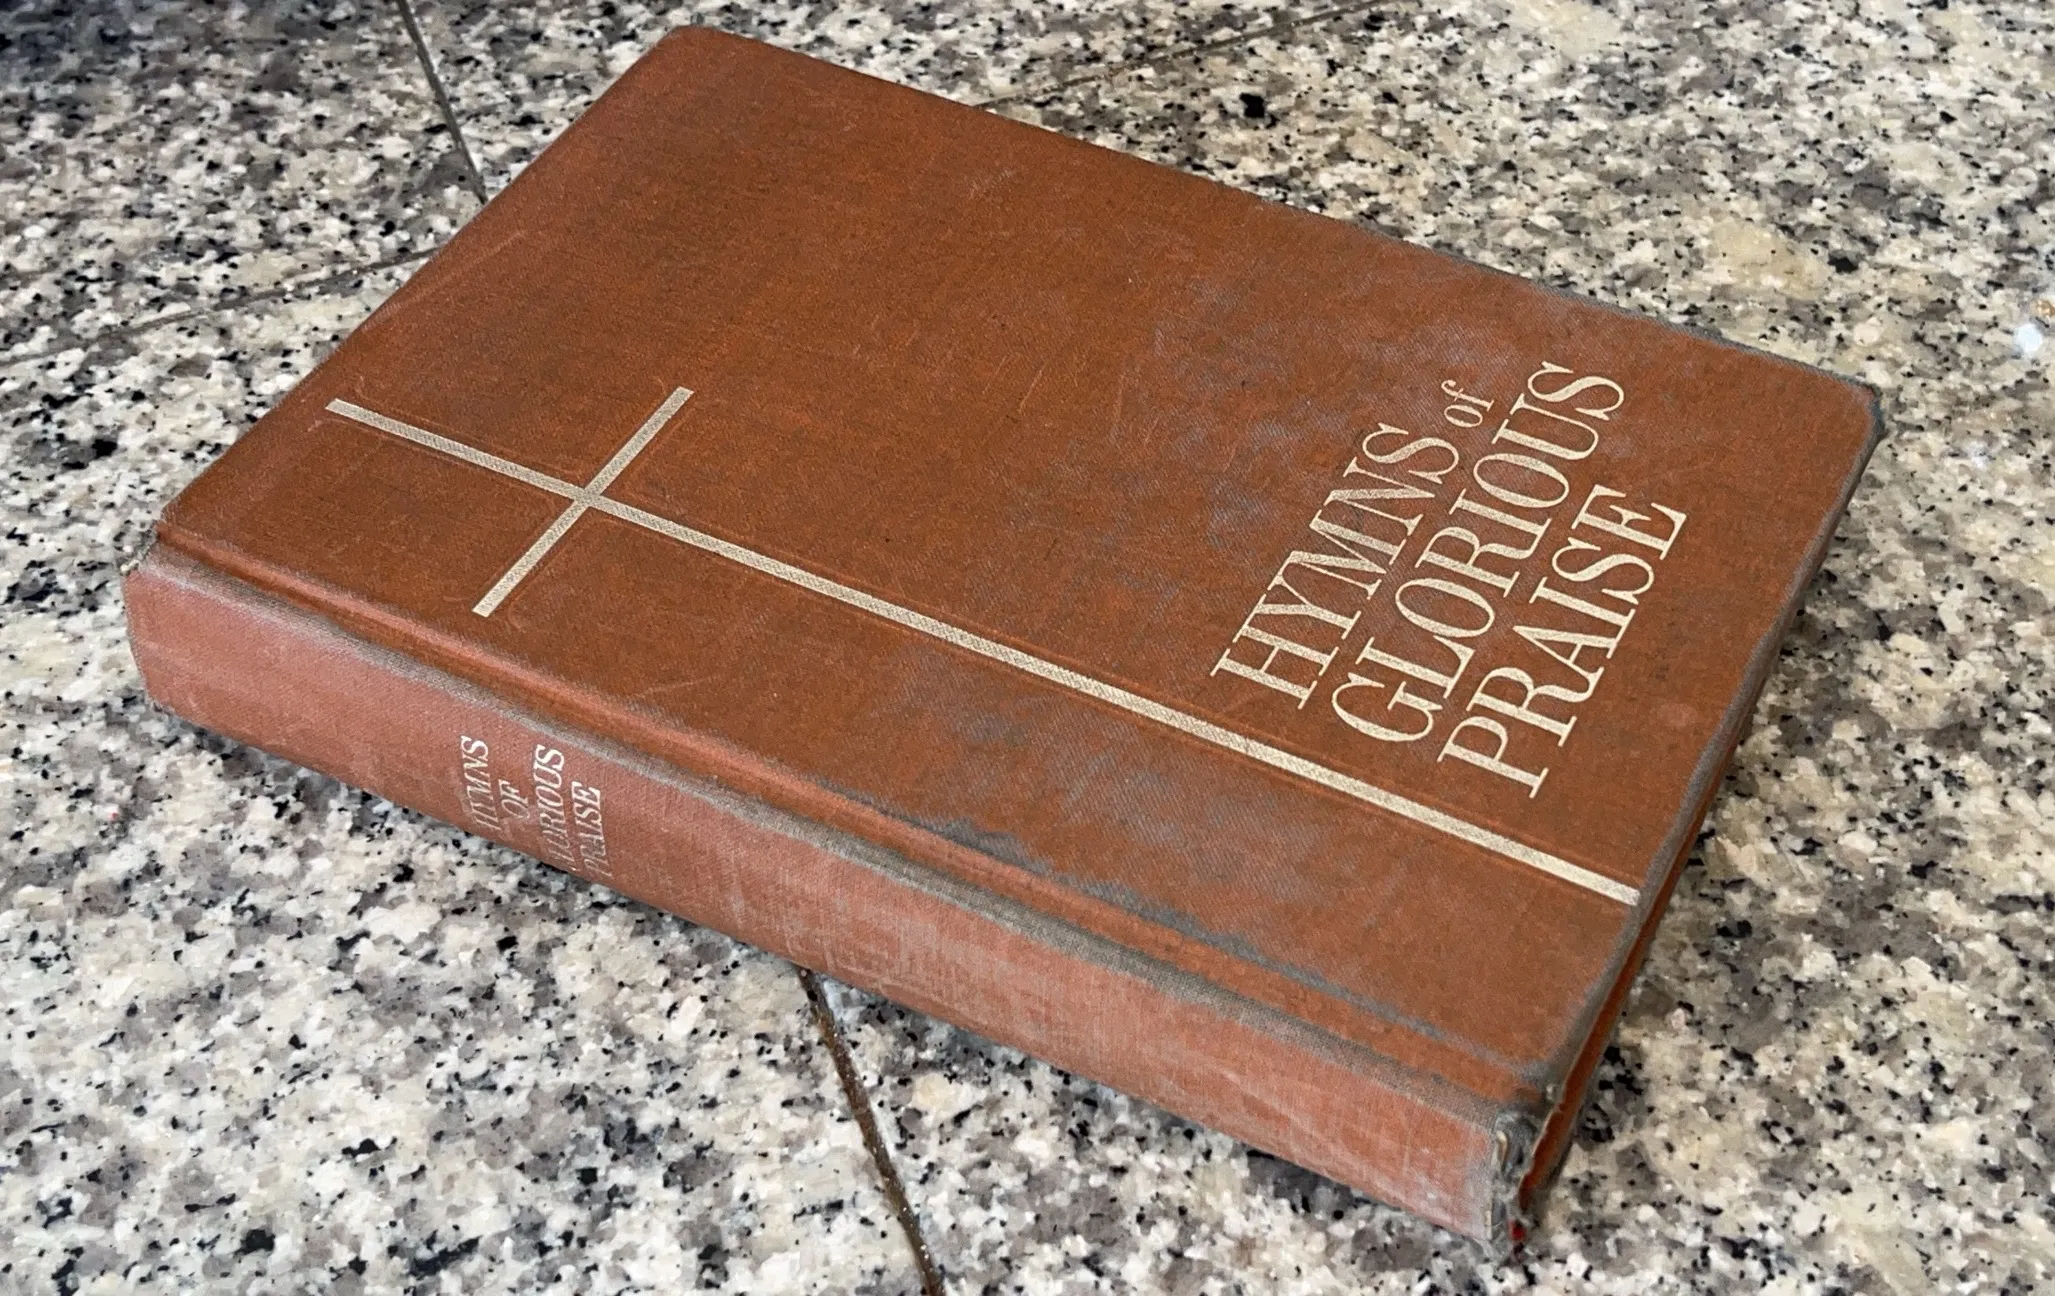 HYMNS of
GLORIOUS
PRAISE
HYMNS
OF
GLORIOUS
PRAISE